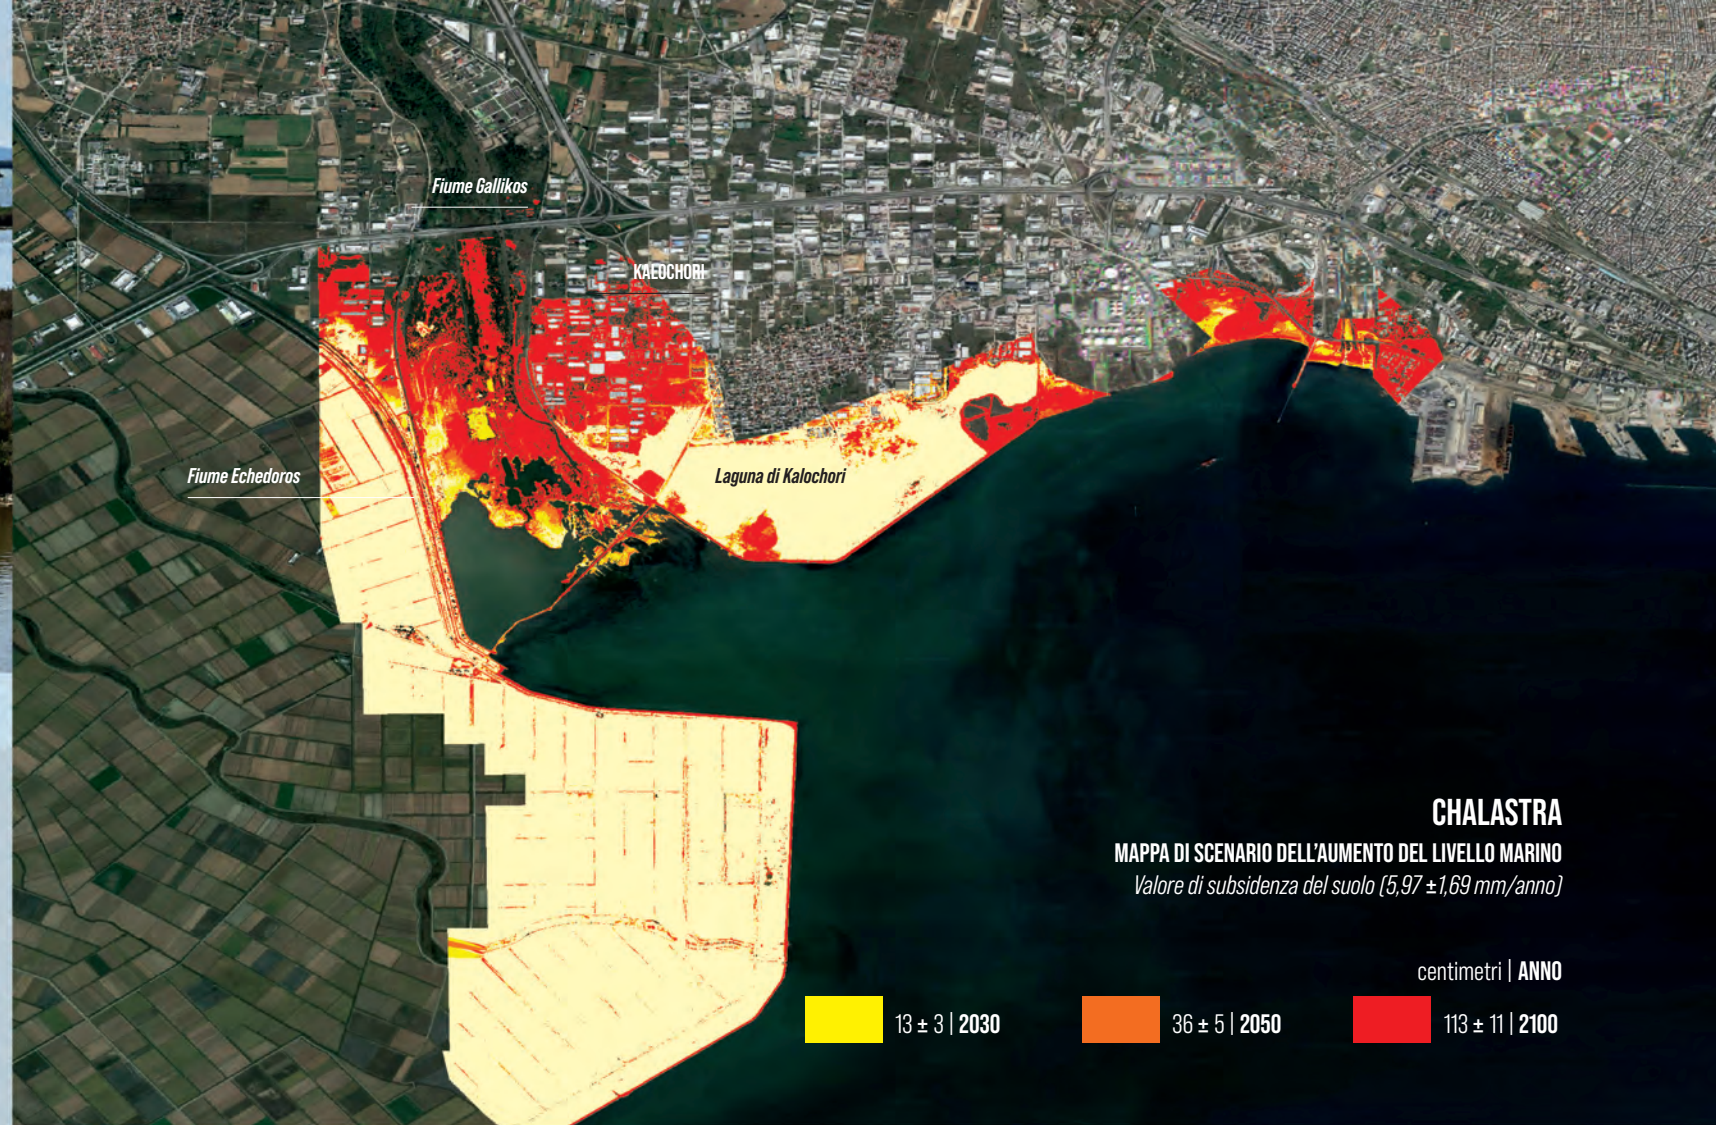 Fiume Gallikos
KALOCHORI
Fiume Echedoros
Laguna di Kalochori
CHALASTRA
MAPPA DI SCENARIO DELL'AUMENTO DEL LIVELLO MARINO
Valore di subsidenza del suolo (5,97 ±1,69 mm/anno)
centimetri | ANNO
13 ± 3 | 2030
36 ± 5 | 2050
113 ± 11 | 2100